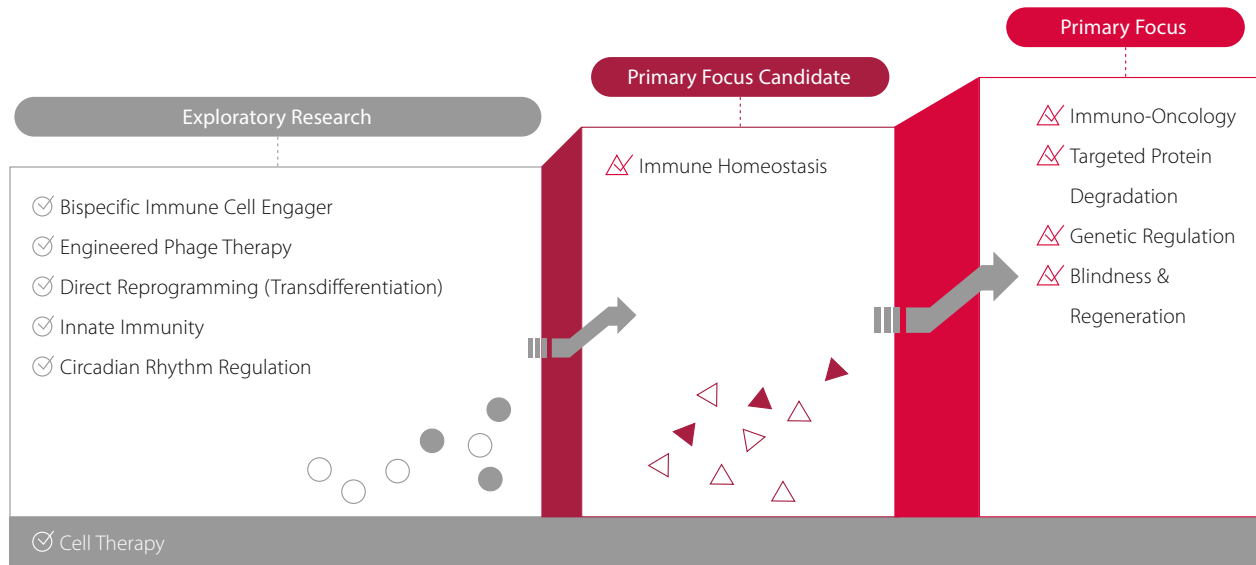 Exploratory Research
Bispecific Immune Cell Engager
Engineered Phage Therapy
Direct Reprogramming (Transdifferentiation)
Innate Immunity
Circadian Rhythm Regulation
Primary Focus Candidate
Immune Homeostasis
Primary Focus
Immuno-Oncology
Targeted Protein
Degradation
Genetic Regulation
Blindness &
Regeneration
Cell Therapy